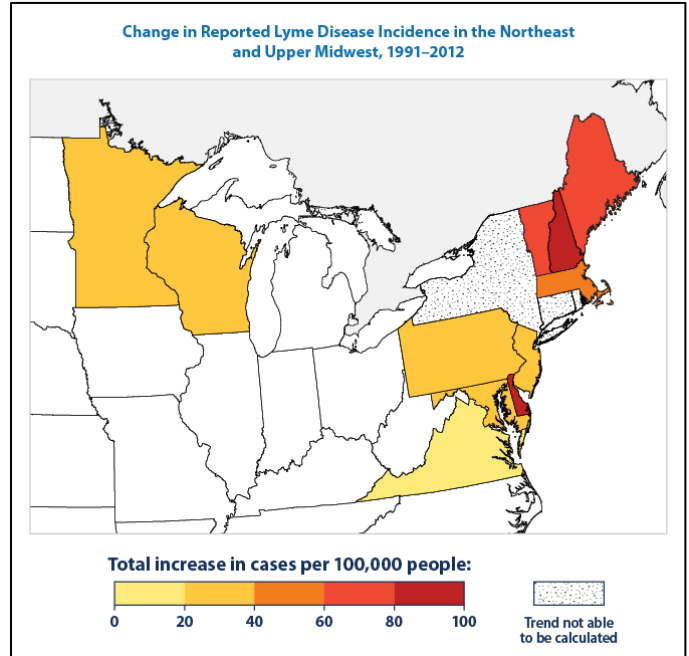 Change in Reported Lyme Disease Incidence in the Northeast
and Upper Midwest, 1991–2012
Total increase in cases per 100,000 people:
0 20 40 60 80 100
Trend not able
to be calculated